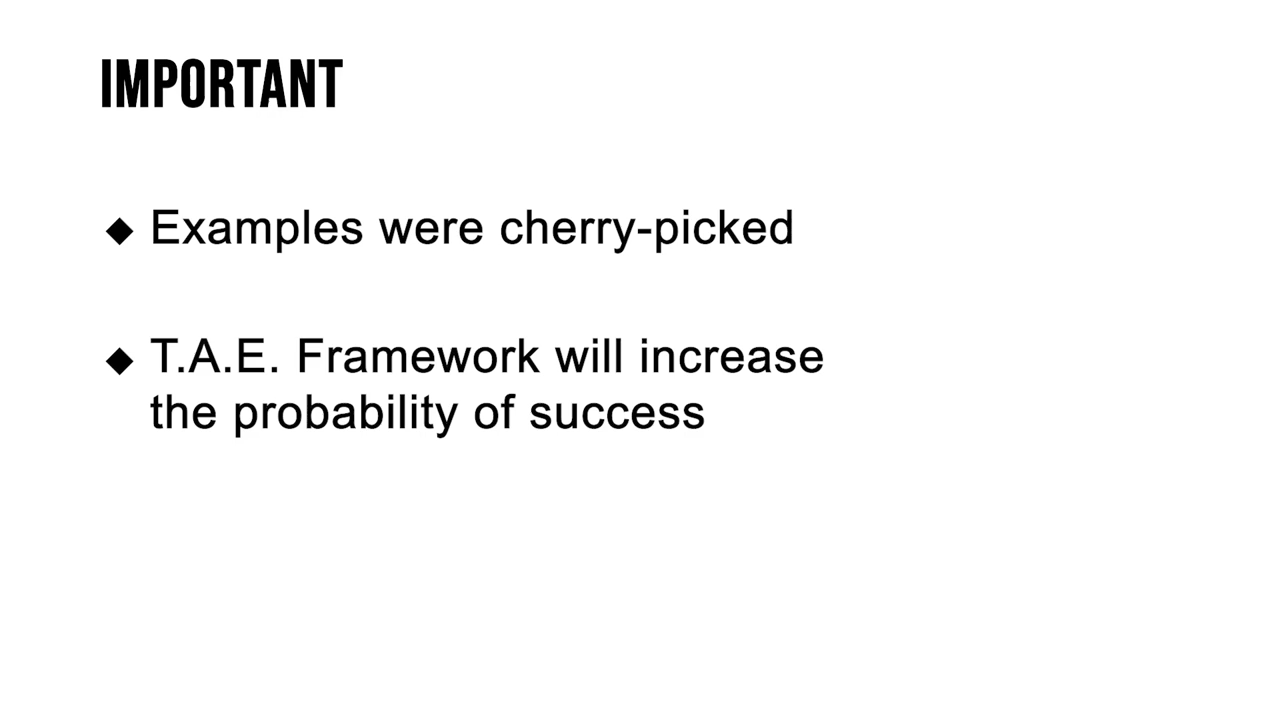 IMPORTANT
◆ Examples were cherry-picked
◆ T.A.E. Framework will increase
the probability of success